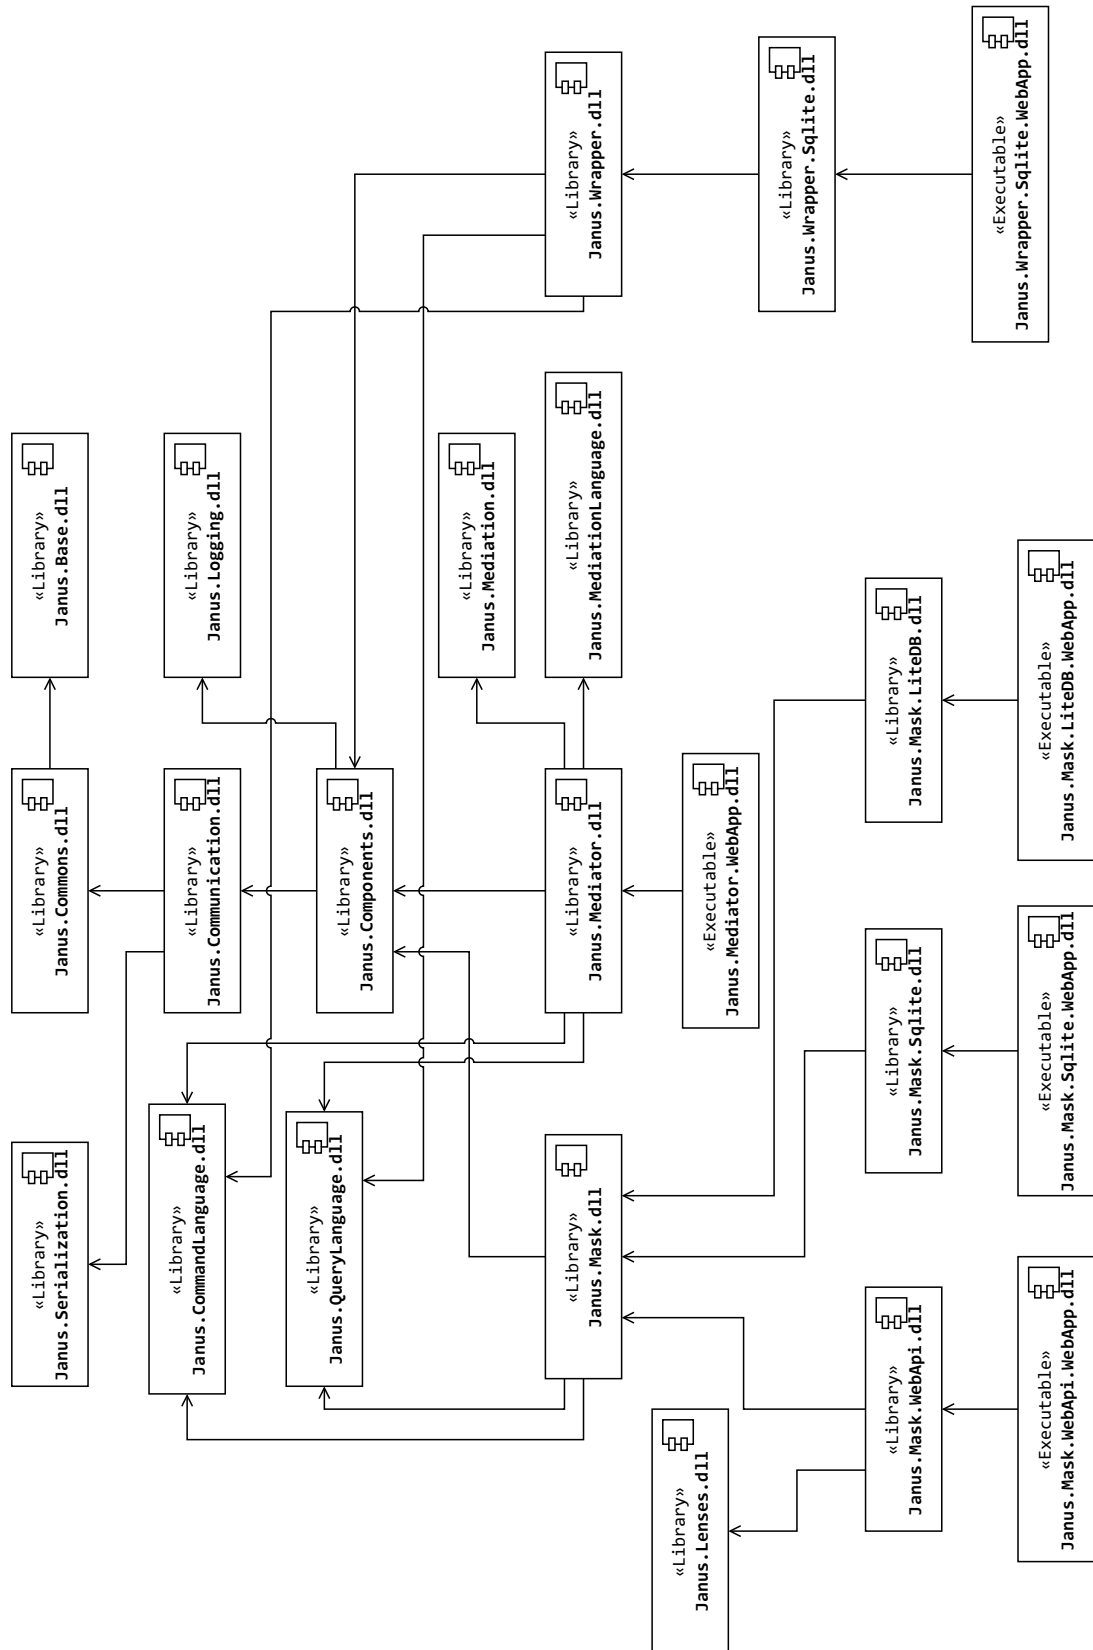 «Library»
Janus.Serialization.dll
«Library»
Janus.Commons.dll
«Library»
Janus.Base.dll
«Library»
Janus.CommandLanguage.dll
«Library»
Janus.Communication.dll
«Library»
Janus.Logging.dll
«Library»
Janus.QueryLanguage.dll
«Library»
Janus.Components.dll
«Library»
Janus.Mediation.dll
«Library»
Janus.Mask.dll
«Library»
Janus.Mediator.dll
«Library»
Janus.MediationLanguage.dll
«Library»
Janus.Wrapper.dll
«Library»
Janus.Lenses.dll
«Executable»
Janus.Mediator.WebApp.dll
«Library»
Janus.Wrapper.Sqlite.dll
«Library»
Janus.Mask.WebApi.dll
«Library»
Janus.Mask.Sqlite.dll
«Library»
Janus.Mask.LiteDB.dll
«Executable»
Janus.Wrapper.Sqlite.WebApp.dll
«Executable»
Janus.Mask.WebApi.WebApp.dll
«Executable»
Janus.Mask.Sqlite.WebApp.dll
«Executable»
Janus.Mask.LiteDB.WebApp.dll